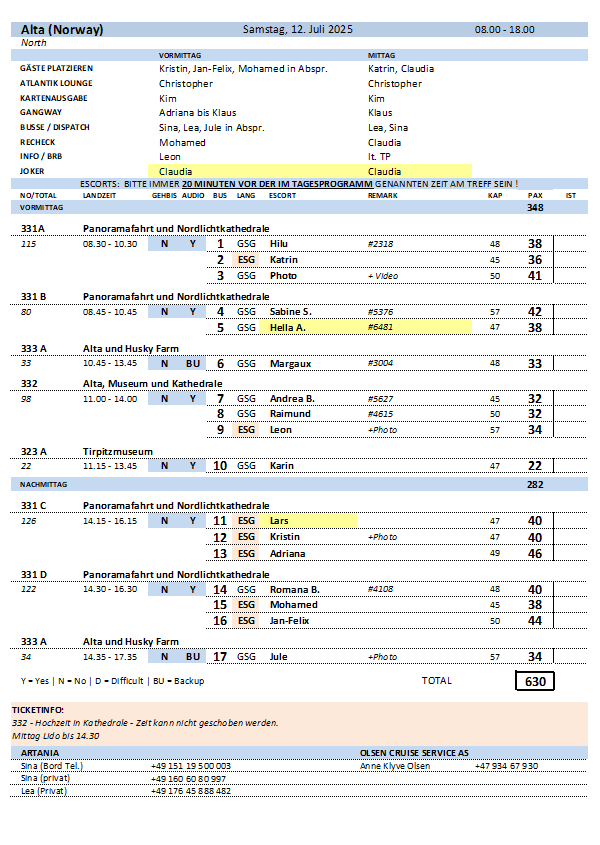 Alta (Norway) Samstag, 12. Juli 2025 08.00 - 18.00
North
VORMITTAG MITTAG
GÄSTE PLATZIEREN Kristin, Jan-Felix, Mohamed in Abspr. Katrin, Claudia
ATLANTIK LOUNGE Christopher Christopher
KARTENAUSGABE Kim Kim
GANGWAY Adriana bis Klaus Klaus
BUSSE / DISPATCH Sina, Lea, Jule in Abspr. Lea, Sina
RECHECK Mohamed Claudia
INFO / BRB Leon lt. TP
JOKER Claudia Claudia
ESCORTS: BITTE IMMER 20 MINUTEN VOR DER IM TAGESPROGRAMM GENANNTEN ZEIT AM TREFF SEIN !
NO/TOTAL LANDZEIT GEHBIS AUDIO BUS LANG ESCORT REMARK KAP PAX IST
VORMITTAG 348
331A Panoramafahrt und Nordlichtkathedrale
115 08.30 - 10.30 N Y 1 GSG Hilu #2318 48 38
2 ESG Katrin 45 36
3 GSG Photo + Video 50 41
331 B Panoramafahrt und Nordlichtkathedrale
80 08.45 - 10.45 N Y 4 GSG Sabine S. #5376 57 42
5 GSG Hella A. #6481 47 38
333 A Alta und Husky Farm
33 10.45 - 13.45 N BU 6 GSG Margaux #3004 48 33
332 Alta, Museum und Kathedrale
98 11.00 - 14.00 N Y 7 GSG Andrea B. #5627 45 32
8 GSG Raimund #4615 50 32
9 ESG Leon +Photo 57 34
323 A Tirpitzmuseum
22 11.15 - 13.45 N Y 10 GSG Karin 47 22
NACHMITTAG 282
331 C Panoramafahrt und Nordlichtkathedrale
126 14.15 - 16.15 N Y 11 ESG Lars 47 40
12 ESG Kristin +Photo 47 40
13 ESG Adriana 49 46
331 D Panoramafahrt und Nordlichtkathedrale
122 14.30 - 16.30 N Y 14 GSG Romana B. #4108 48 40
15 ESG Mohamed 45 38
16 ESG Jan-Felix 50 44
333 A Alta und Husky Farm
34 14.35 - 17.35 N BU 17 GSG Jule +Photo 57 34
Y = Yes | N = No | D = Difficult | BU = Backup TOTAL 630
TICKETINFO:
332 - Hochzeit in Kathedrale - Zeit kann nicht geschoben werden.
Mittag Lido bis 14.30
ARTANIA OLSEN CRUISE SERVICE AS
Sina (Bord Tel.) +49 151 19 500 003 Anne Klyve Olsen +47 934 67 930
Sina (privat) +49 160 60 80 997
Lea (Privat) +49 176 45 888 482